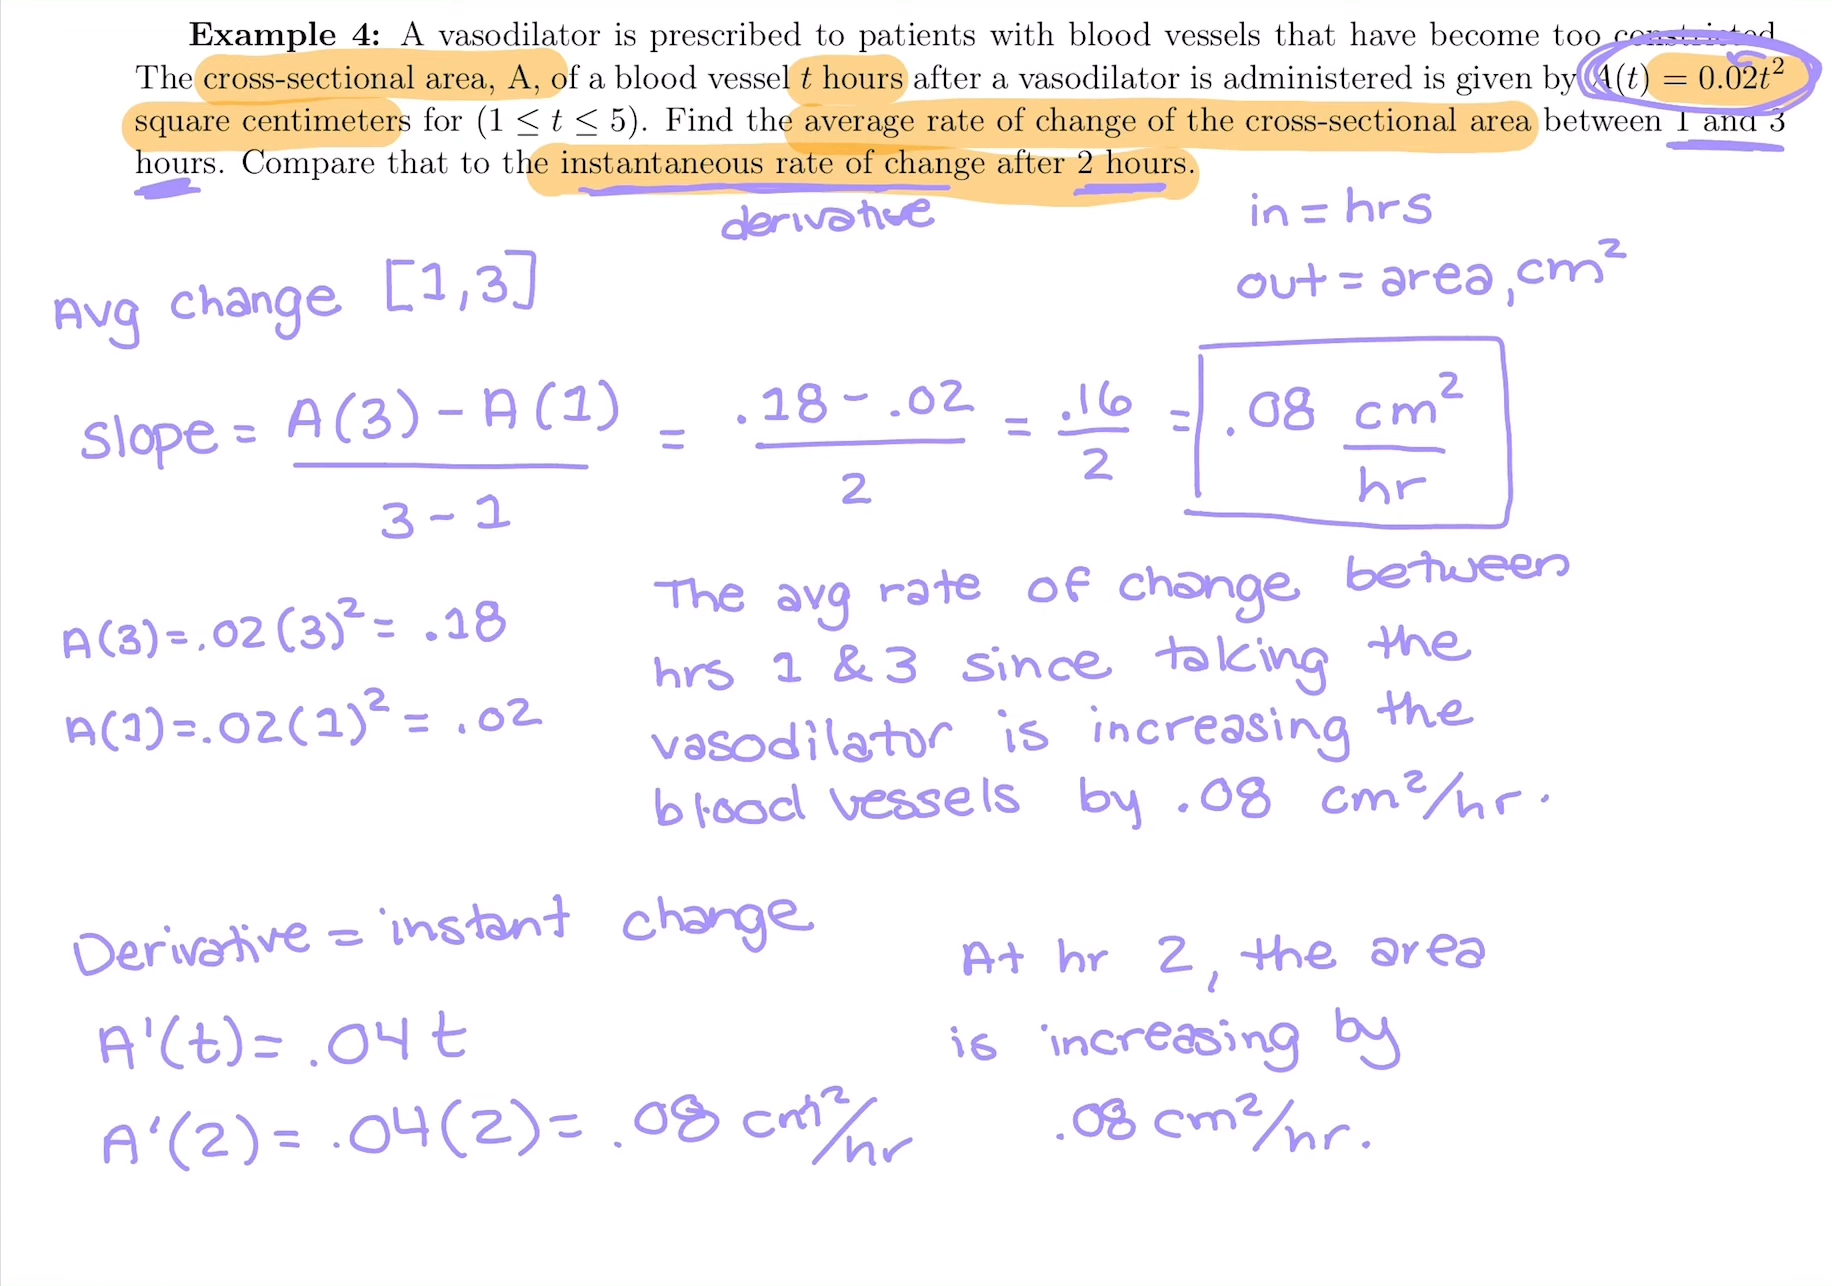 Example 4: A vasodilator is prescribed to patients with blood vessels that have become too constricted.
The cross-sectional area, A, of a blood vessel t hours after a vasodilator is administered is given by A(t) = 0.02t²
square centimeters for (1 ≤ t ≤ 5). Find the average rate of change of the cross-sectional area between 1 and 3
hours. Compare that to the instantaneous rate of change after 2 hours.
derivative
in = hrs
out = area, cm²
Avg change [1,3]
Slope = (A(3) - A(1))/(3 - 1) = (.18 - .02)/2 = .16/2 = .08 cm²/hr
A(3) = .02(3)² = .18
A(1) = .02(1)² = .02
The avg rate of change between
hrs 1 & 3 since taking the
vasodilator is increasing the
blood vessels by .08 cm²/hr.
Derivative = instant change
A'(t) = .04t
A'(2) = .04(2) = .08 cm²/hr
At hr 2, the area
is increasing by
.08 cm²/hr.